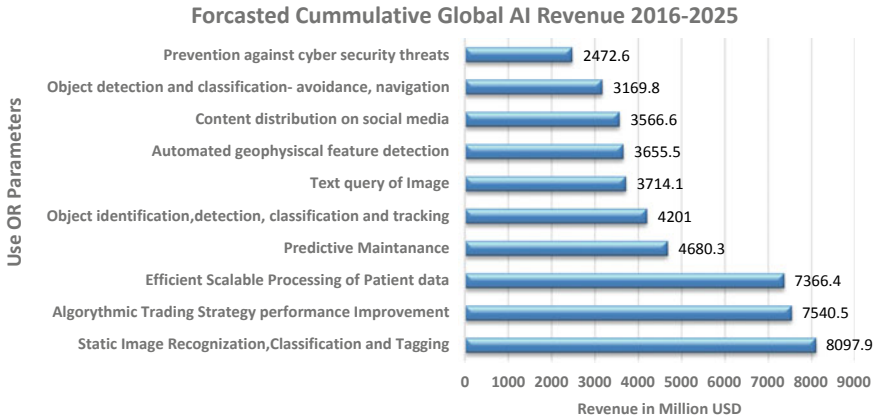 Forcasted Cummulative Global AI Revenue 2016-2025
Use OR Parameters
Prevention against cyber security threats 2472.6
Object detection and classification- avoidance, navigation 3169.8
Content distribution on social media 3566.6
Automated geophysiscal feature detection 3655.5
Text query of Image 3714.1
Object identification,detection, classification and tracking 4201
Predictive Maintanance 4680.3
Efficient Scalable Processing of Patient data 7366.4
Algorythmic Trading Strategy performance Improvement 7540.5
Static Image Recognization,Classification and Tagging 8097.9
0 1000 2000 3000 4000 5000 6000 7000 8000 9000
Revenue in Million USD